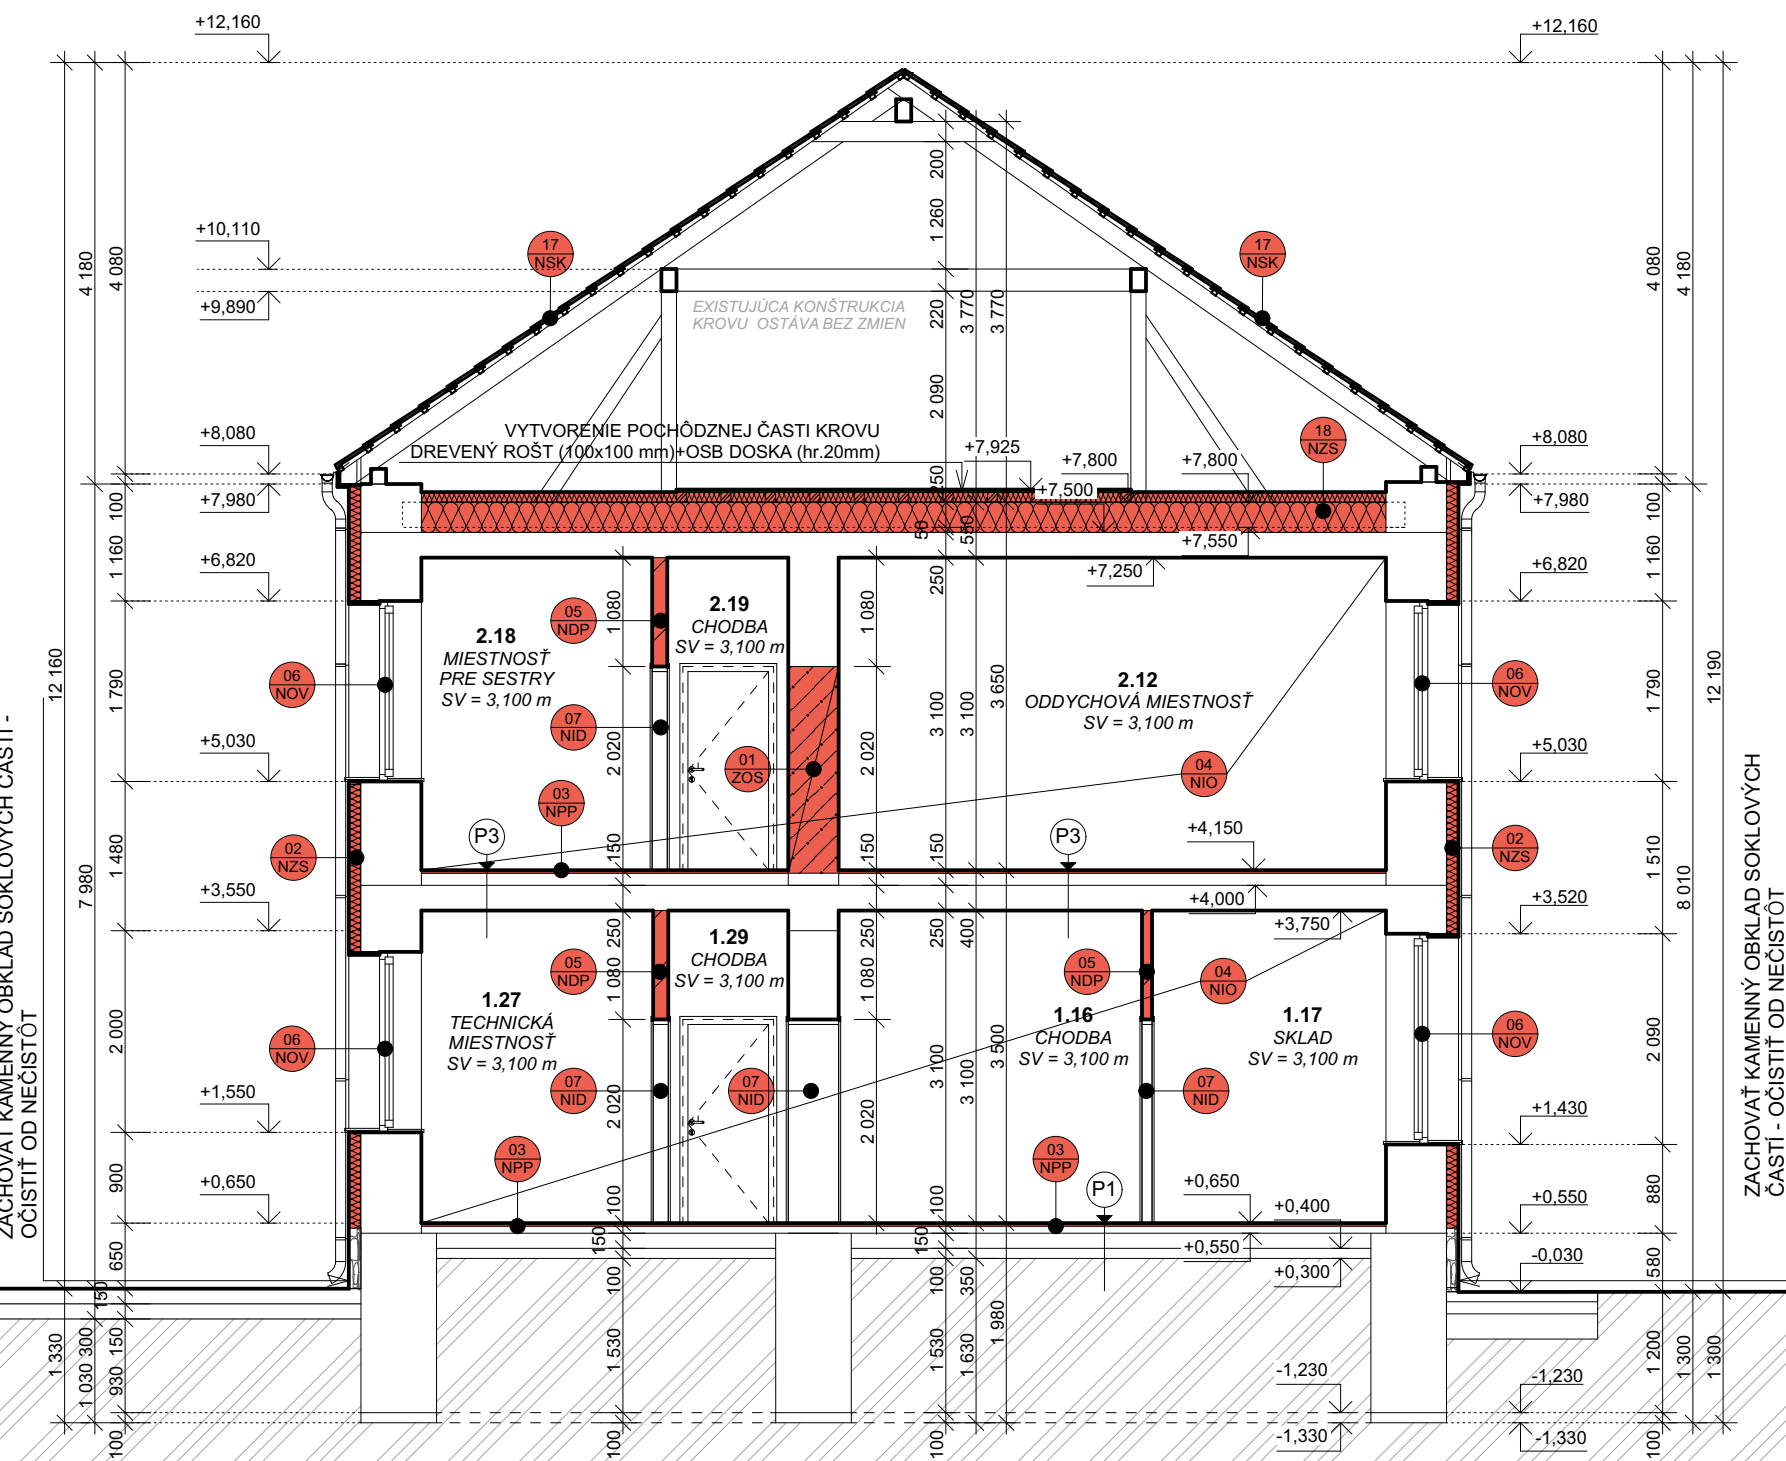 +12,160
+12,160
+10,110
+9,890
17
NSK
17
NSK
EXISTUJÚCA KONŠTRUKCIA
KROVU OSTÁVA BEZ ZMIEN
VYTVORENIE POCHÔDZNEJ ČASTI KROVU
DREVENÝ ROŠT (100x100 mm)+OSB DOSKA (hr.20mm)
+7,925
+7,800
+7,800
+7,500
+7,550
+7,250
18
NZS
+8,080
+7,980
+6,820
+5,030
+3,550
+1,550
+0,650
+8,080
+7,980
+6,820
+5,030
+3,520
+1,430
+0,550
-0,030
-1,230
-1,330
4 180
4 080
100
1 160
1 790
1 480
2 000
900
650
150
12 160
7 980
1 330
1 030
300
930
150
100
200
1 260
220
2 090
3 770
3 770
250
50
550
250
3 100
3 100
3 650
150
250
400
3 100
3 100
3 500
100
150
100
350
1 530
1 630
1 980
100
1 080
2 020
150
250
1 080
2 020
100
150
100
1 530
100
1 080
2 020
150
250
1 080
2 020
100
4 080
4 180
100
1 160
1 790
1 510
2 090
880
580
12 190
8 010
1 200
1 300
1 300
100
2.18
MIESTNOSŤ
PRE SESTRY
SV = 3,100 m
2.19
CHODBA
SV = 3,100 m
2.12
ODDYCHOVÁ MIESTNOSŤ
SV = 3,100 m
05
NDP
07
NID
01
ZOS
03
NPP
04
NIO
06
NOV
06
NOV
02
NZS
02
NZS
P3
P3
+4,150
+4,000
+3,750
1.27
TECHNICKÁ
MIESTNOSŤ
SV = 3,100 m
1.29
CHODBA
SV = 3,100 m
1.16
CHODBA
SV = 3,100 m
1.17
SKLAD
SV = 3,100 m
05
NDP
05
NDP
04
NIO
07
NID
07
NID
07
NID
06
NOV
06
NOV
03
NPP
03
NPP
P1
+0,650
+0,400
+0,550
+0,300
-1,230
-1,330
ZACHOVAŤ KAMENNÝ OBKLAD SOKLOVÝCH ČASTÍ -
OČISTIŤ OD NEČISTÔT
ZACHOVAŤ KAMENNÝ OBKLAD SOKLOVÝCH
ČASTÍ - OČISTIŤ OD NEČISTÔT